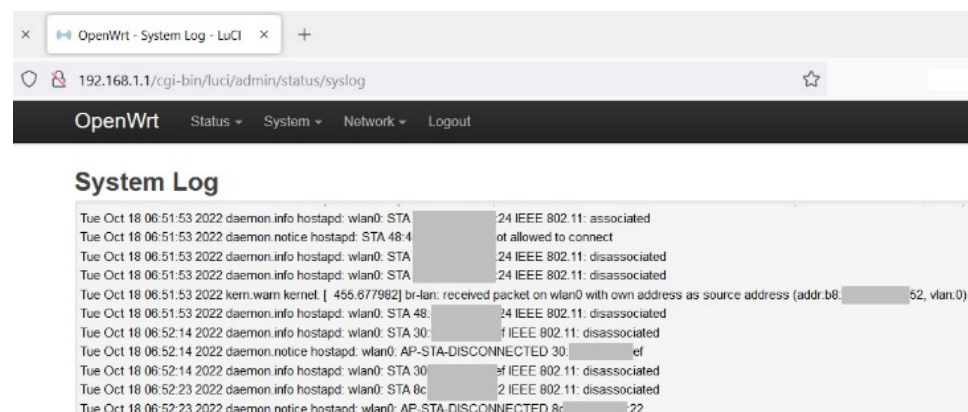 OpenWrt - System Log - LuCI
192.168.1.1/cgi-bin/luci/admin/status/syslog
OpenWrt Status System Network Logout
System Log
Tue Oct 18 06:51:53 2022 daemon.info hostapd: wlan0: STA :24 IEEE 802.11: associated
Tue Oct 18 06:51:53 2022 daemon.notice hostapd: STA 48:4 ot allowed to connect
Tue Oct 18 06:51:53 2022 daemon.info hostapd: wlan0: STA :24 IEEE 802.11: disassociated
Tue Oct 18 06:51:53 2022 daemon.info hostapd: wlan0: STA :24 IEEE 802.11: disassociated
Tue Oct 18 06:51:53 2022 kern.warn kernel: [ 455.677982] br-lan: received packet on wlan0 with own address as source address (addr:b8: 52, vlan:0)
Tue Oct 18 06:51:53 2022 daemon.info hostapd: wlan0: STA 48: 24 IEEE 802.11: disassociated
Tue Oct 18 06:52:14 2022 daemon.info hostapd: wlan0: STA 30: f IEEE 802.11: disassociated
Tue Oct 18 06:52:14 2022 daemon.notice hostapd: wlan0: AP-STA-DISCONNECTED 30: ef
Tue Oct 18 06:52:14 2022 daemon.info hostapd: wlan0: STA 30 ef IEEE 802.11: disassociated
Tue Oct 18 06:52:23 2022 daemon.info hostapd: wlan0: STA 8c 2 IEEE 802.11: disassociated
Tue Oct 18 06:52:23 2022 daemon.notice hostapd: wlan0: AP-STA-DISCONNECTED 8c :22